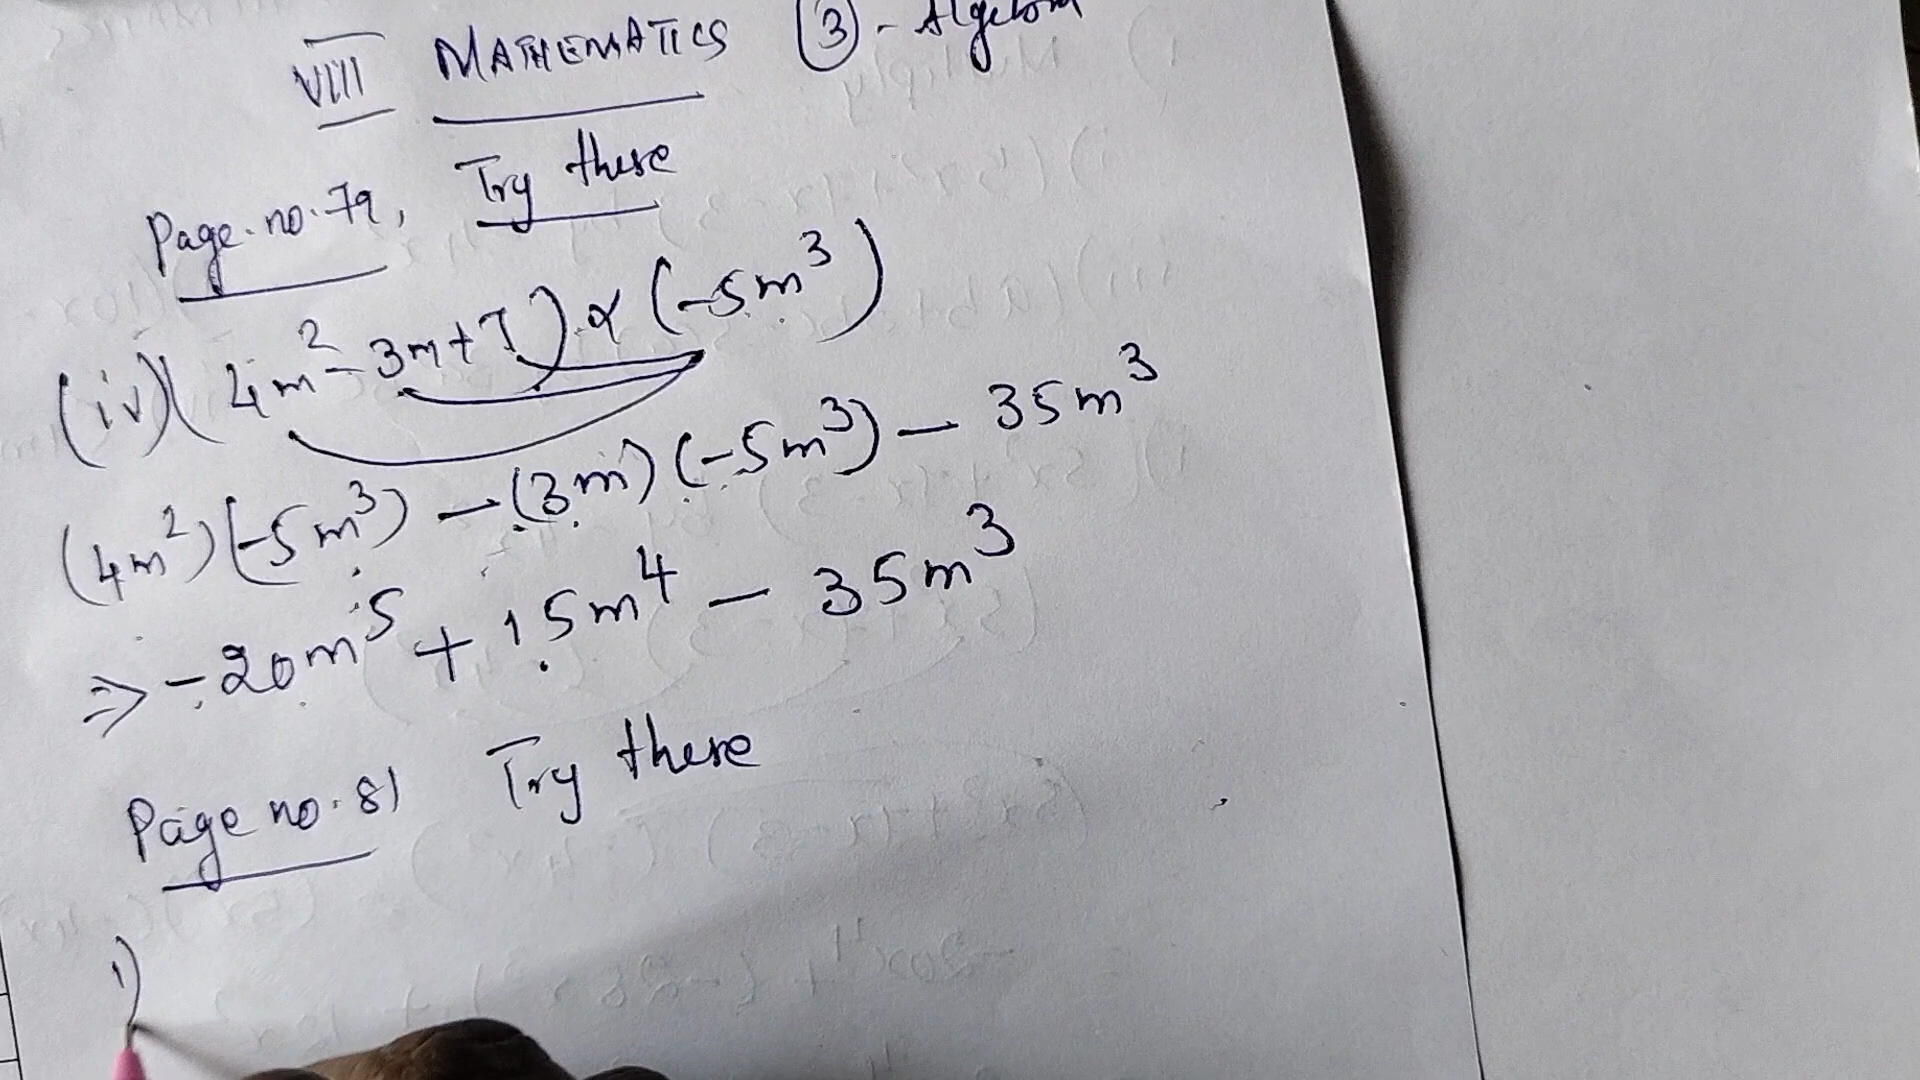 VIII MATHEMATICS (3) - Algebra
Page.no.79, Try these
(iv) (4m² - 3m + 7) × (-5m³)
(4m²)(-5m³) - (3m)(-5m³) - 35m³
⇒ -20m⁵ + 15m⁴ - 35m³
Page no.81 Try these
1)